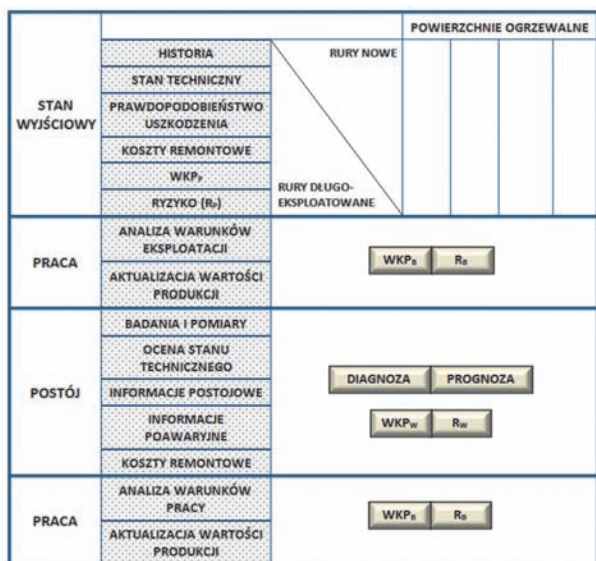 POWIERZCHNIE OGRZEWALNE
STAN
WYJŚCIOWY
HISTORIA
STAN TECHNICZNY
PRAWDOPODOBIEŃSTWO
USZKODZENIA
KOSZTY REMONTOWE
WKPP
RYZYKO (RP)
RURY NOWE
RURY DŁUGO-
EKSPLOATOWANE
PRACA
ANALIZA WARUNKÓW
EKSPLOATACJI
AKTUALIZACJA WARTOŚCI
PRODUKCJI
WKPB RB
POSTÓJ
BADANIA I POMIARY
OCENA STANU
TECHNICZNEGO
INFORMACJE POSTOJOWE
INFORMACJE
POAWARYJNE
KOSZTY REMONTOWE
DIAGNOZA PROGNOZA
WKPW RW
PRACA
ANALIZA WARUNKÓW
PRACY
AKTUALIZACJA WARTOŚCI
PRODUKCJI
WKPB RB